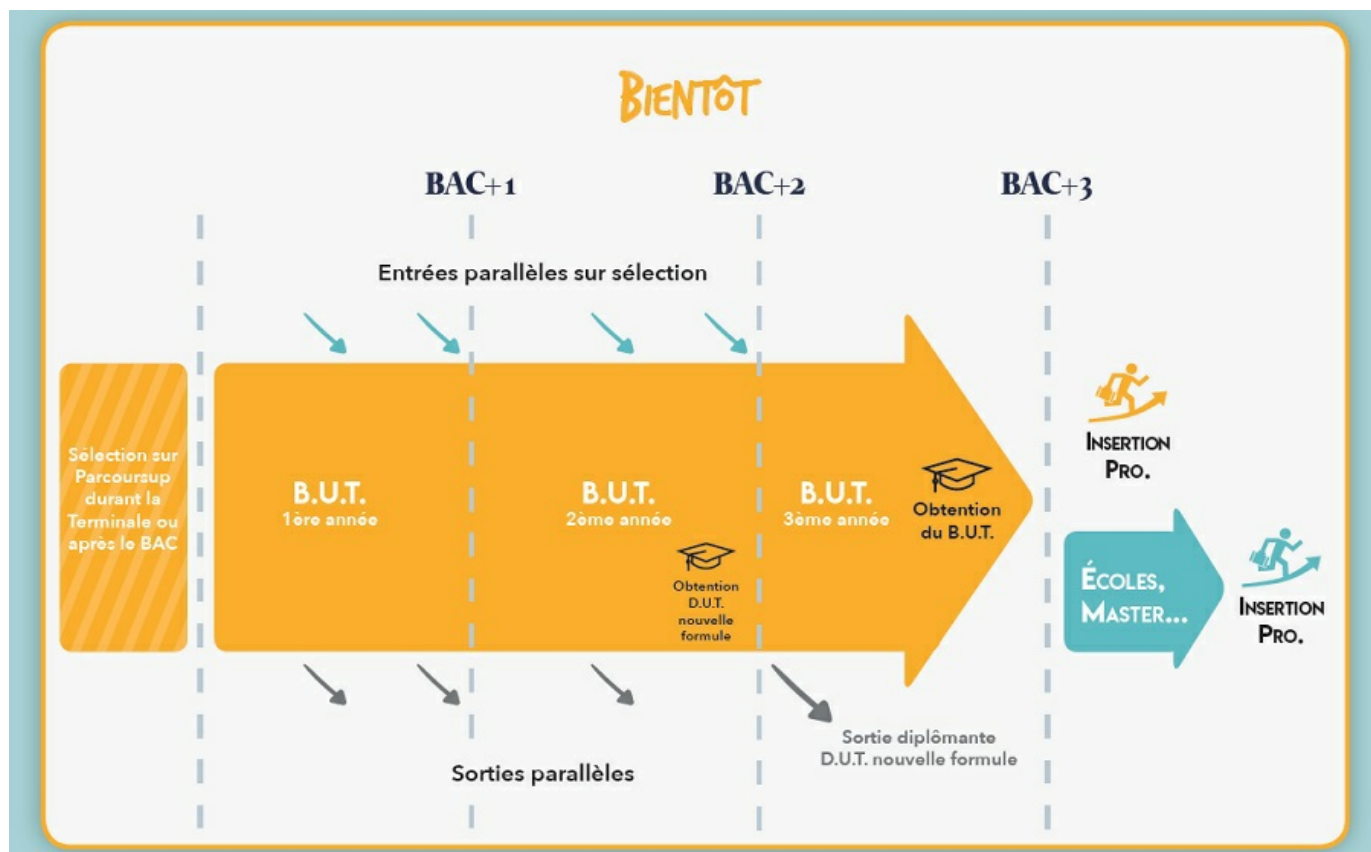 BIENTÔT
BAC+1
BAC+2
BAC+3
Entrées parallèles sur sélection
Sélection sur
Parcoursup
durant la
Terminale ou
après le BAC
B.U.T.
1ère année
B.U.T.
2ème année
Obtention
D.U.T.
nouvelle
formule
B.U.T.
3ème année
Obtention
du B.U.T.
INSERTION
PRO.
ÉCOLES,
MASTER...
INSERTION
PRO.
Sortie diplômante
D.U.T. nouvelle formule
Sorties parallèles